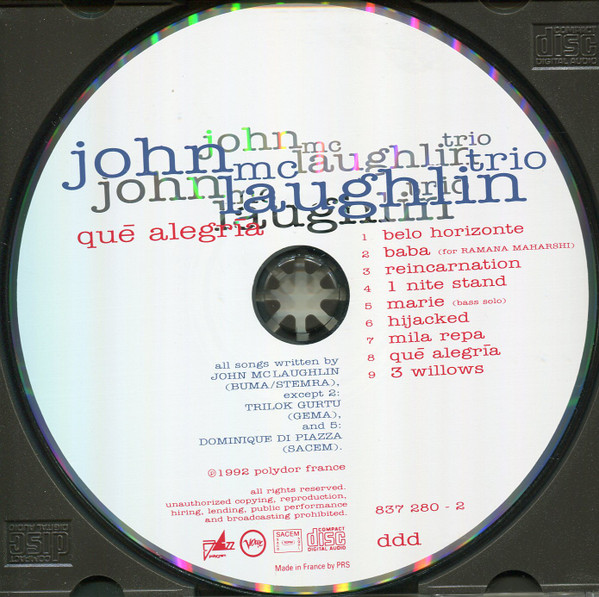 COMPACT
disc
DIGITAL AUDIO
john mc laughlin trio
john mc laughlin trio
john mc laughlin trio
quē alegrīa
1 belo horizonte
2 baba (for RAMANA MAHARSHI)
3 reincarnation
4 1 nite stand
5 marie (bass solo)
6 hijacked
7 mila repa
8 quē alegrīa
9 3 willows
all songs written by
JOHN MC LAUGHLIN
(BUMA/STEMRA),
except 2:
TRILOK GURTU
(GEMA),
and 5:
DOMINIQUE DI PIAZZA
(SACEM).
℗1992 polydor france
all rights reserved.
unauthorized copying, reproduction,
hiring, lending, public performance
and broadcasting prohibited.
837 280 - 2
ddd
JAZZ
Verve
SACEM
COMPACT
disc
DIGITAL AUDIO
Made in France by PRS
COMPACT
disc
DIGITAL AUDIO